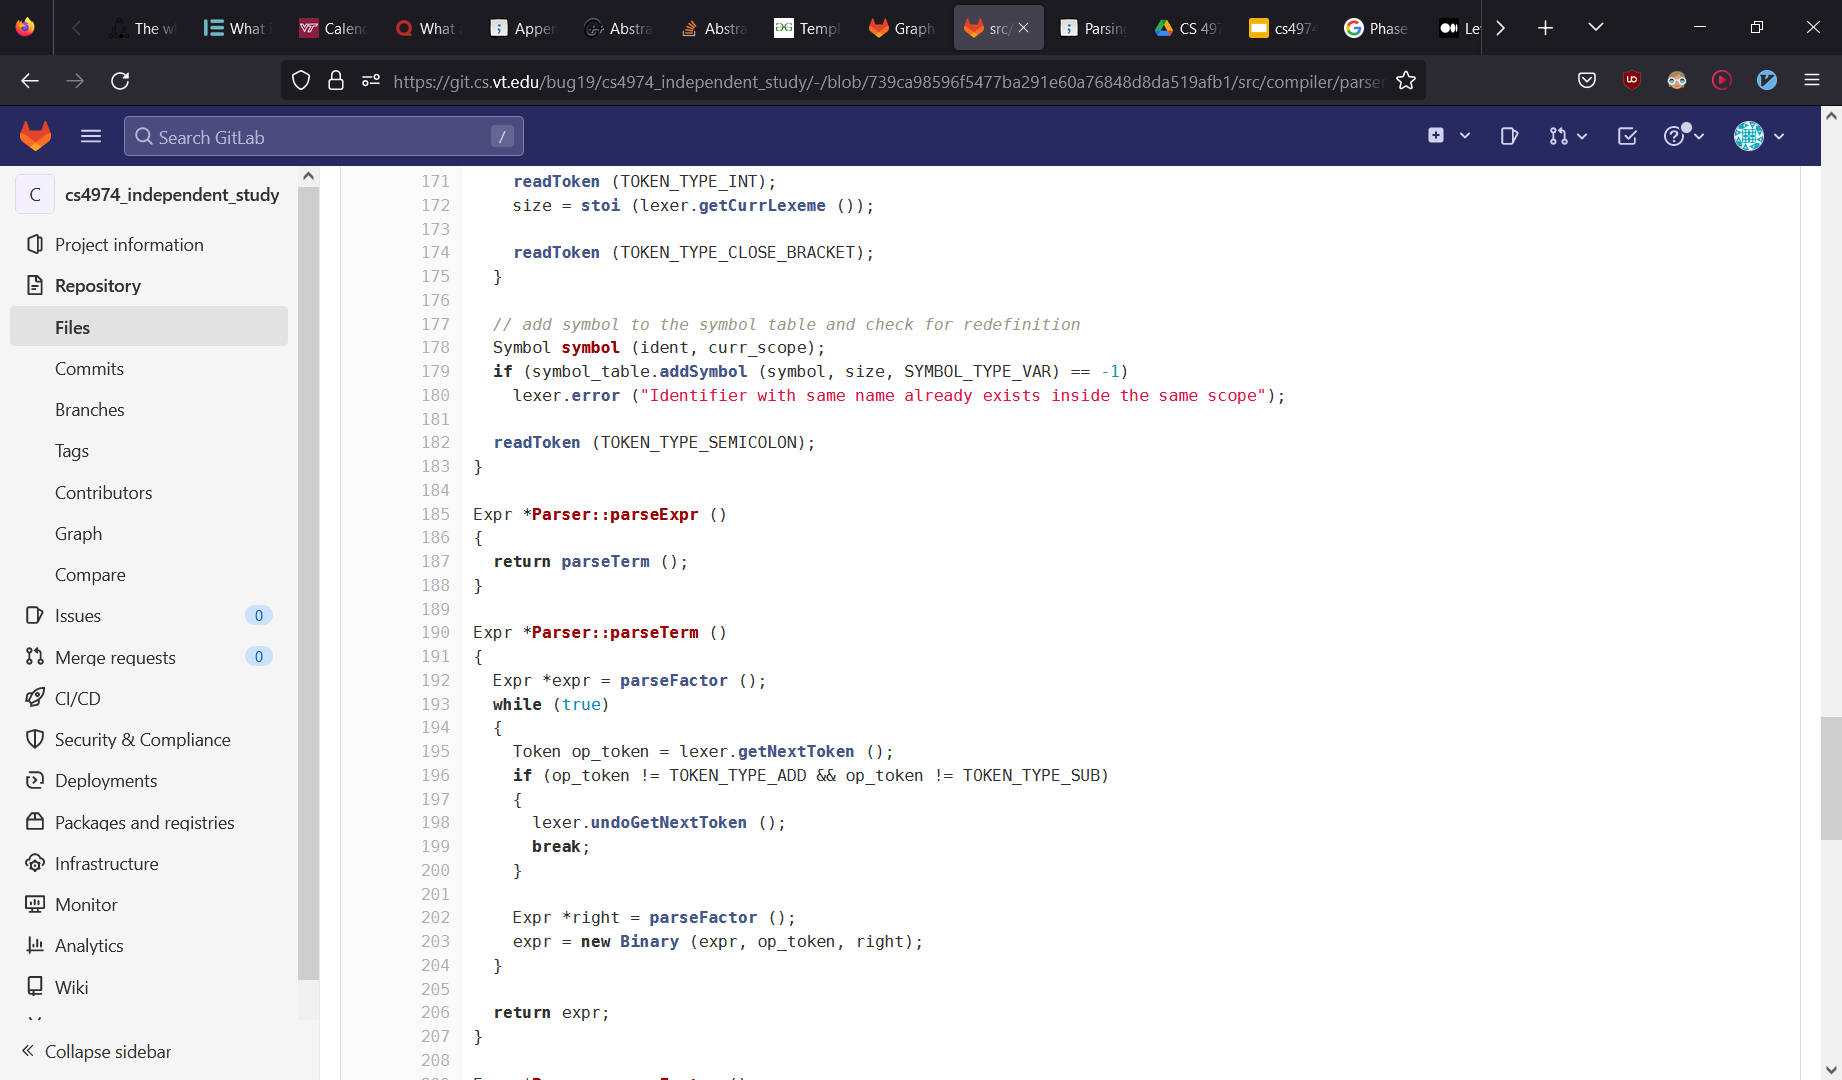 The w
What i
Calenc
What a
Appen
Abstra
Abstra
Templ
Graph
src/
Parsing
CS 497
cs4974
Phase
Le
https://git.cs.vt.edu/bug19/cs4974_independent_study/-/blob/739ca98596f5477ba291e60a76848d8da519afb1/src/compiler/parser
Search GitLab
/
C
cs4974_independent_study
Project information
Repository
Files
Commits
Branches
Tags
Contributors
Graph
Compare
Issues 0
Merge requests 0
CI/CD
Security & Compliance
Deployments
Packages and registries
Infrastructure
Monitor
Analytics
Wiki
Collapse sidebar
171 readToken (TOKEN_TYPE_INT);
172 size = stoi (lexer.getCurrLexeme ());
173
174 readToken (TOKEN_TYPE_CLOSE_BRACKET);
175 }
176
177 // add symbol to the symbol table and check for redefinition
178 Symbol symbol (ident, curr_scope);
179 if (symbol_table.addSymbol (symbol, size, SYMBOL_TYPE_VAR) == -1)
180 lexer.error ("Identifier with same name already exists inside the same scope");
181
182 readToken (TOKEN_TYPE_SEMICOLON);
183 }
184
185 Expr *Parser::parseExpr ()
186 {
187 return parseTerm ();
188 }
189
190 Expr *Parser::parseTerm ()
191 {
192 Expr *expr = parseFactor ();
193 while (true)
194 {
195 Token op_token = lexer.getNextToken ();
196 if (op_token != TOKEN_TYPE_ADD && op_token != TOKEN_TYPE_SUB)
197 {
198 lexer.undoGetNextToken ();
199 break;
200 }
201
202 Expr *right = parseFactor ();
203 expr = new Binary (expr, op_token, right);
204 }
205
206 return expr;
207 }
208